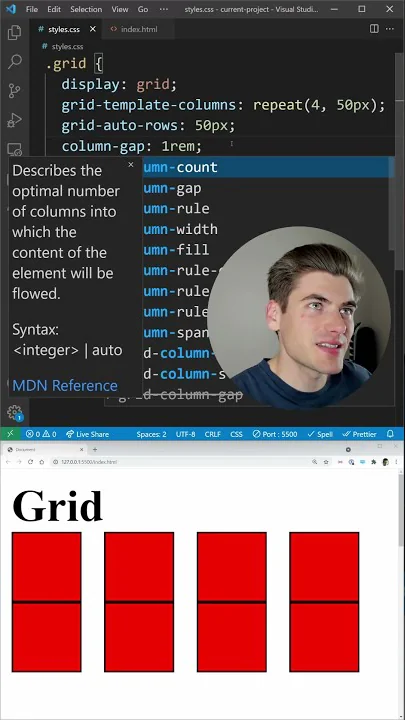 File Edit Selection View Go ··· styles.css - current-project - Visual Studi...
styles.css × index.html
styles.css
.grid {
display: grid;
grid-template-columns: repeat(4, 50px);
grid-auto-rows: 50px;
column-gap: 1rem;
Describes the
optimal number
of columns into
which the
content of the
element will be
flowed.
Syntax:
<integer> | auto
MDN Reference
×
umn-count
umn-gap
umn-rule
umn-width
umn-fill
umn-rule-
umn-rule
umn-rule
umn-span
d-column-
d-column-s
grid-column-gap
0 0 Live Share Spaces: 2 UTF-8 CRLF CSS Port : 5500 Spell Prettier
Document
127.0.0.1:5500/index.html
Grid